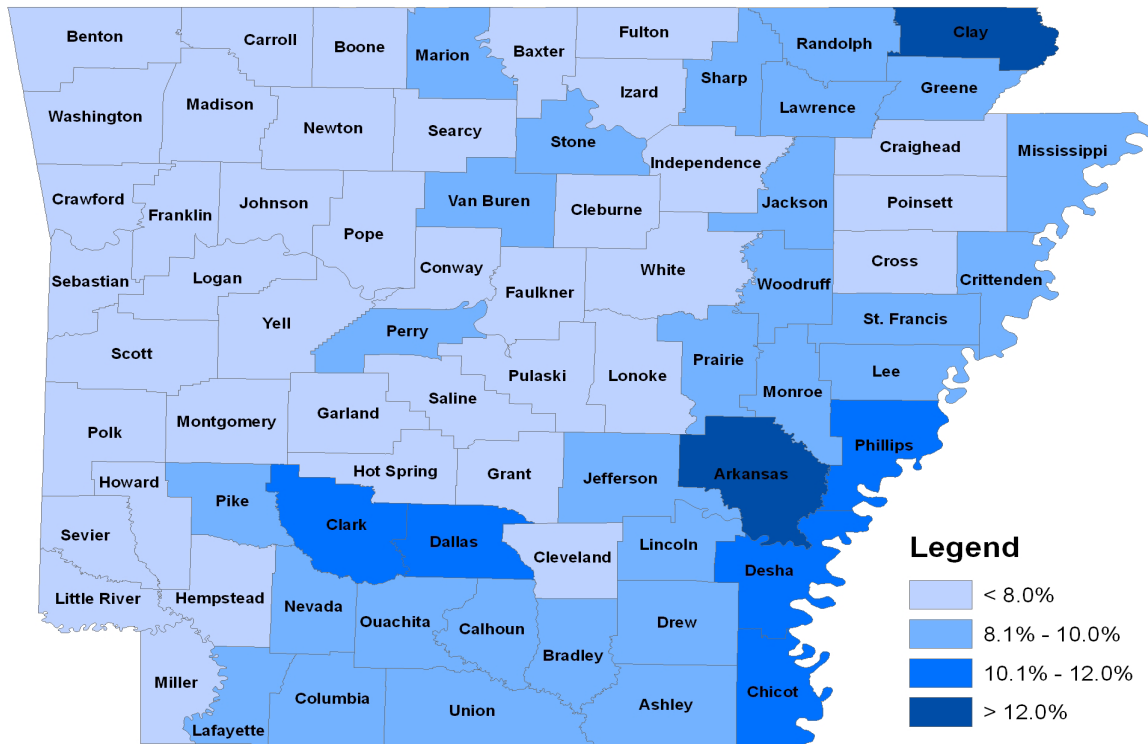 Benton
Carroll
Boone
Marion
Baxter
Fulton
Randolph
Clay
Sharp
Izard
Greene
Lawrence
Washington
Madison
Newton
Searcy
Stone
Independence
Craighead
Mississippi
Crawford
Franklin
Johnson
Pope
Van Buren
Cleburne
Jackson
Poinsett
Sebastian
Logan
Conway
Faulkner
White
Woodruff
Cross
Crittenden
Yell
Perry
St. Francis
Scott
Pulaski
Lonoke
Prairie
Monroe
Lee
Saline
Garland
Montgomery
Polk
Phillips
Howard
Hot Spring
Grant
Jefferson
Arkansas
Pike
Clark
Dallas
Sevier
Cleveland
Lincoln
Desha
Little River
Hempstead
Nevada
Ouachita
Calhoun
Bradley
Drew
Miller
Lafayette
Columbia
Union
Ashley
Chicot
Legend
< 8.0%
8.1% - 10.0%
10.1% - 12.0%
> 12.0%